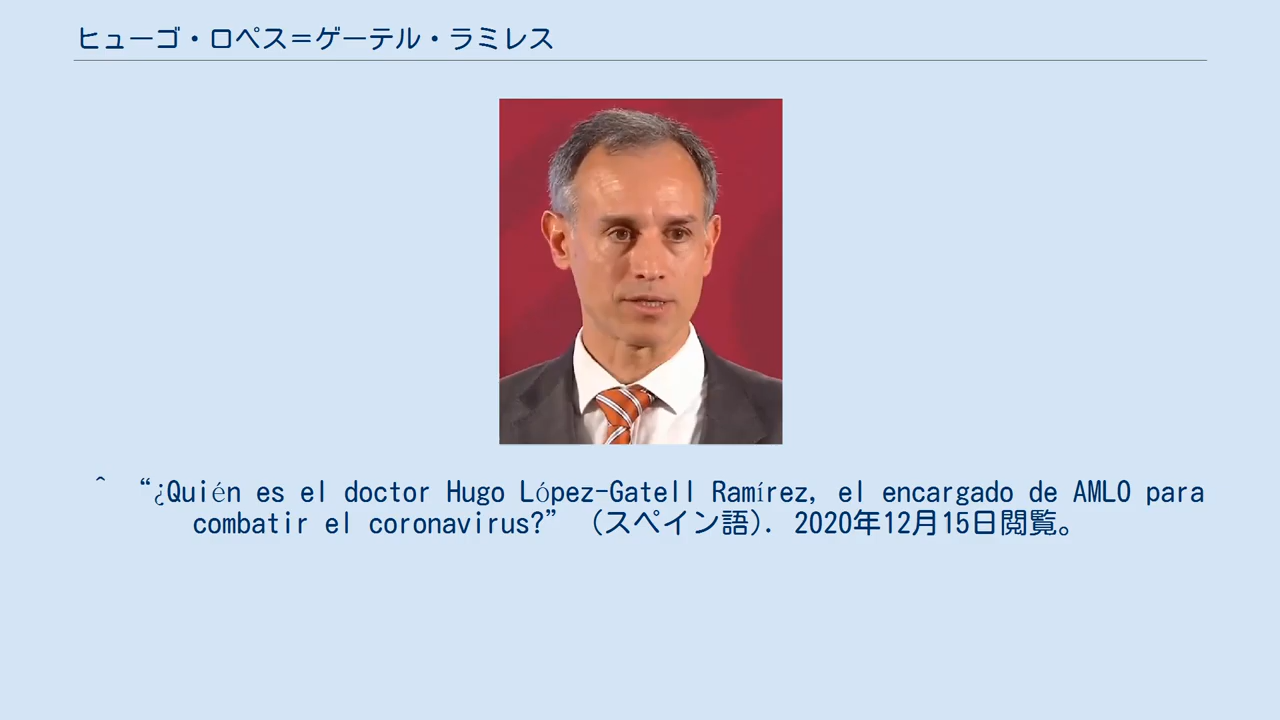 ヒューゴ・ロペス＝ゲーテル・ラミレス
^ “¿Quién es el doctor Hugo López-Gatell Ramírez, el encargado de AMLO para
combatir el coronavirus?” (スペイン語). 2020年12月15日閲覧。